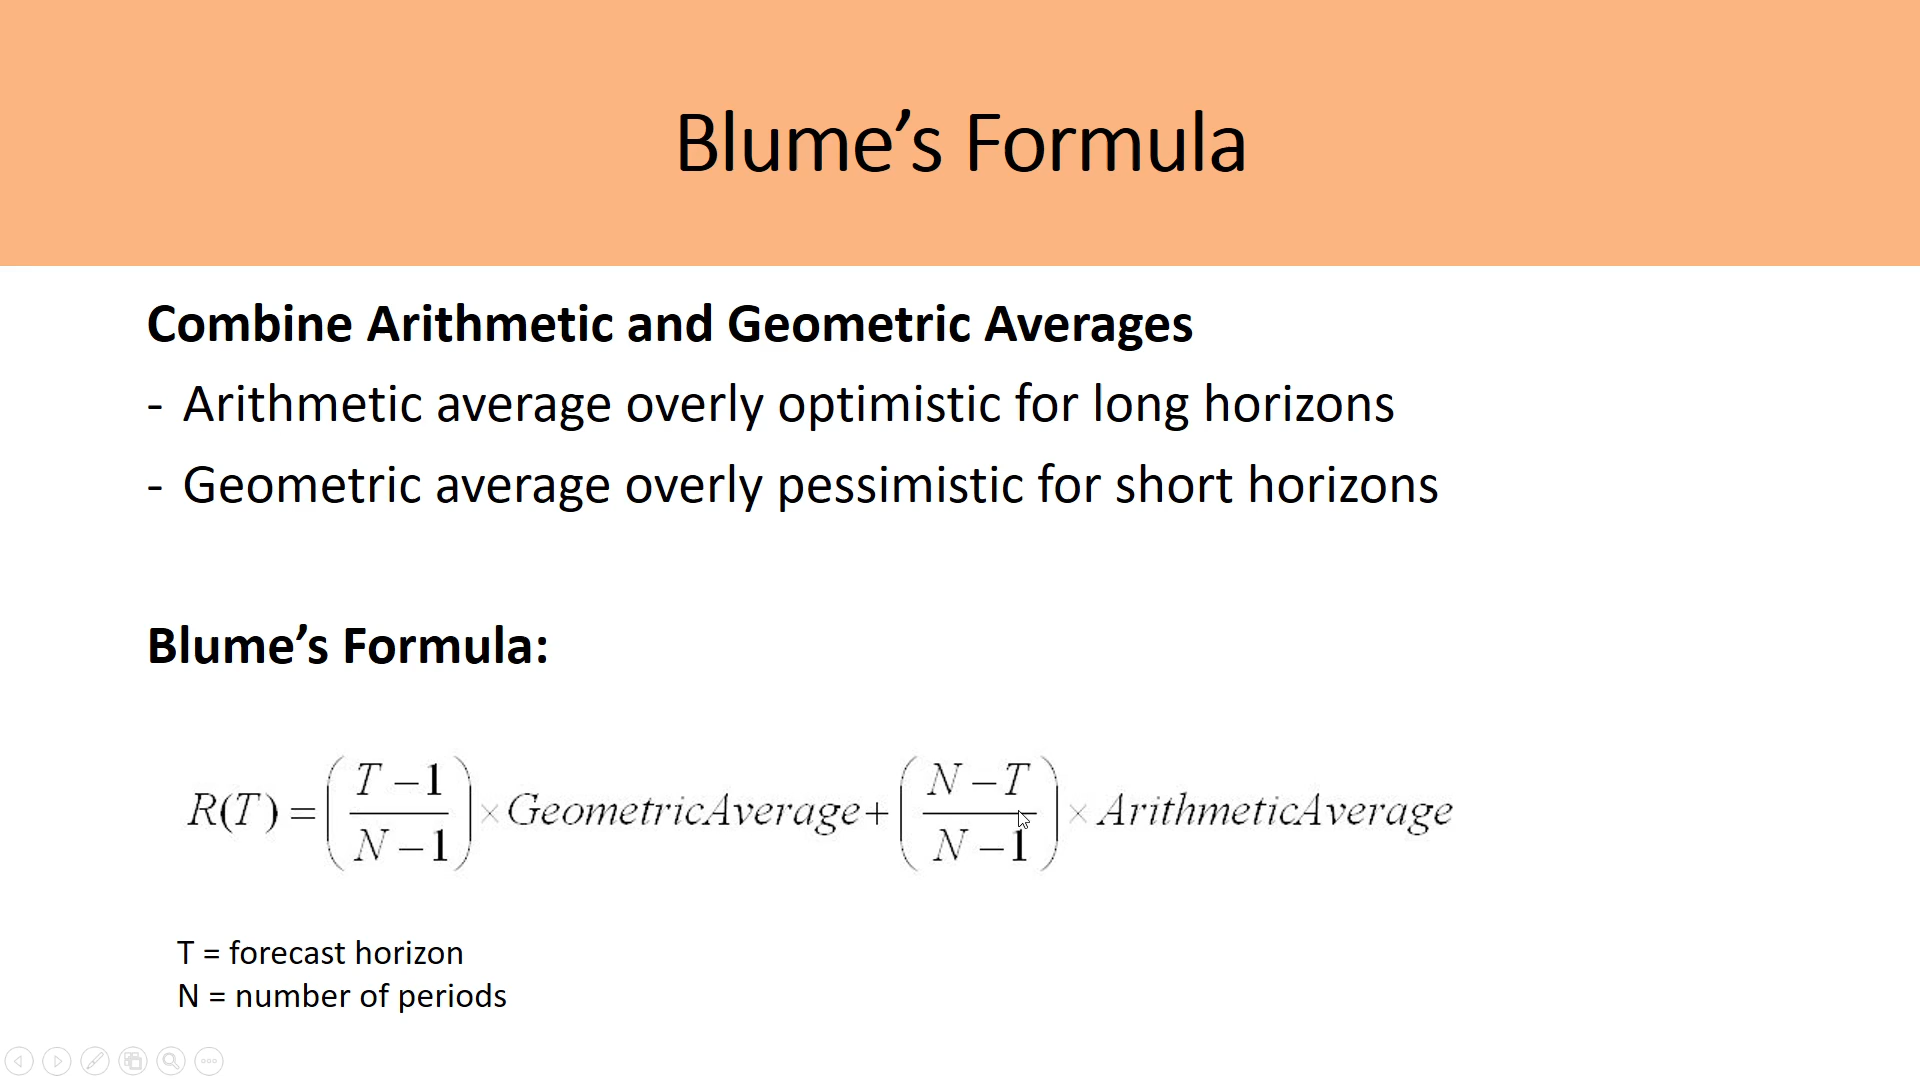 Blume’s Formula
Combine Arithmetic and Geometric Averages
- Arithmetic average overly optimistic for long horizons
- Geometric average overly pessimistic for short horizons
Blume’s Formula:
R(T) = ( T – 1 / N – 1 ) × GeometricAverage + ( N – T / N – 1 ) × ArithmeticAverage
T = forecast horizon
N = number of periods